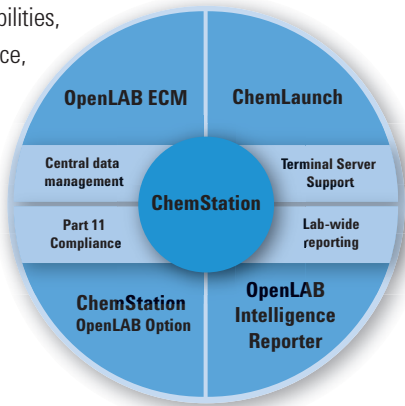 bilities,
ce,
OpenLAB ECM
ChemLaunch
Central data
management
Terminal Server
Support
ChemStation
Part 11
Compliance
Lab-wide
reporting
ChemStation
OpenLAB Option
OpenLAB
Intelligence
Reporter